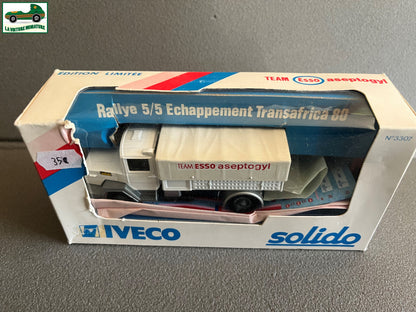 LA VOITURE MINIATURE
EDITION LIMITÉE
TEAM Esso aseptogyl
Rallye 5/5 Echappement Transafrica 80
N°3307
35€
TEAM ESSO aseptogyl
IVECO
solido